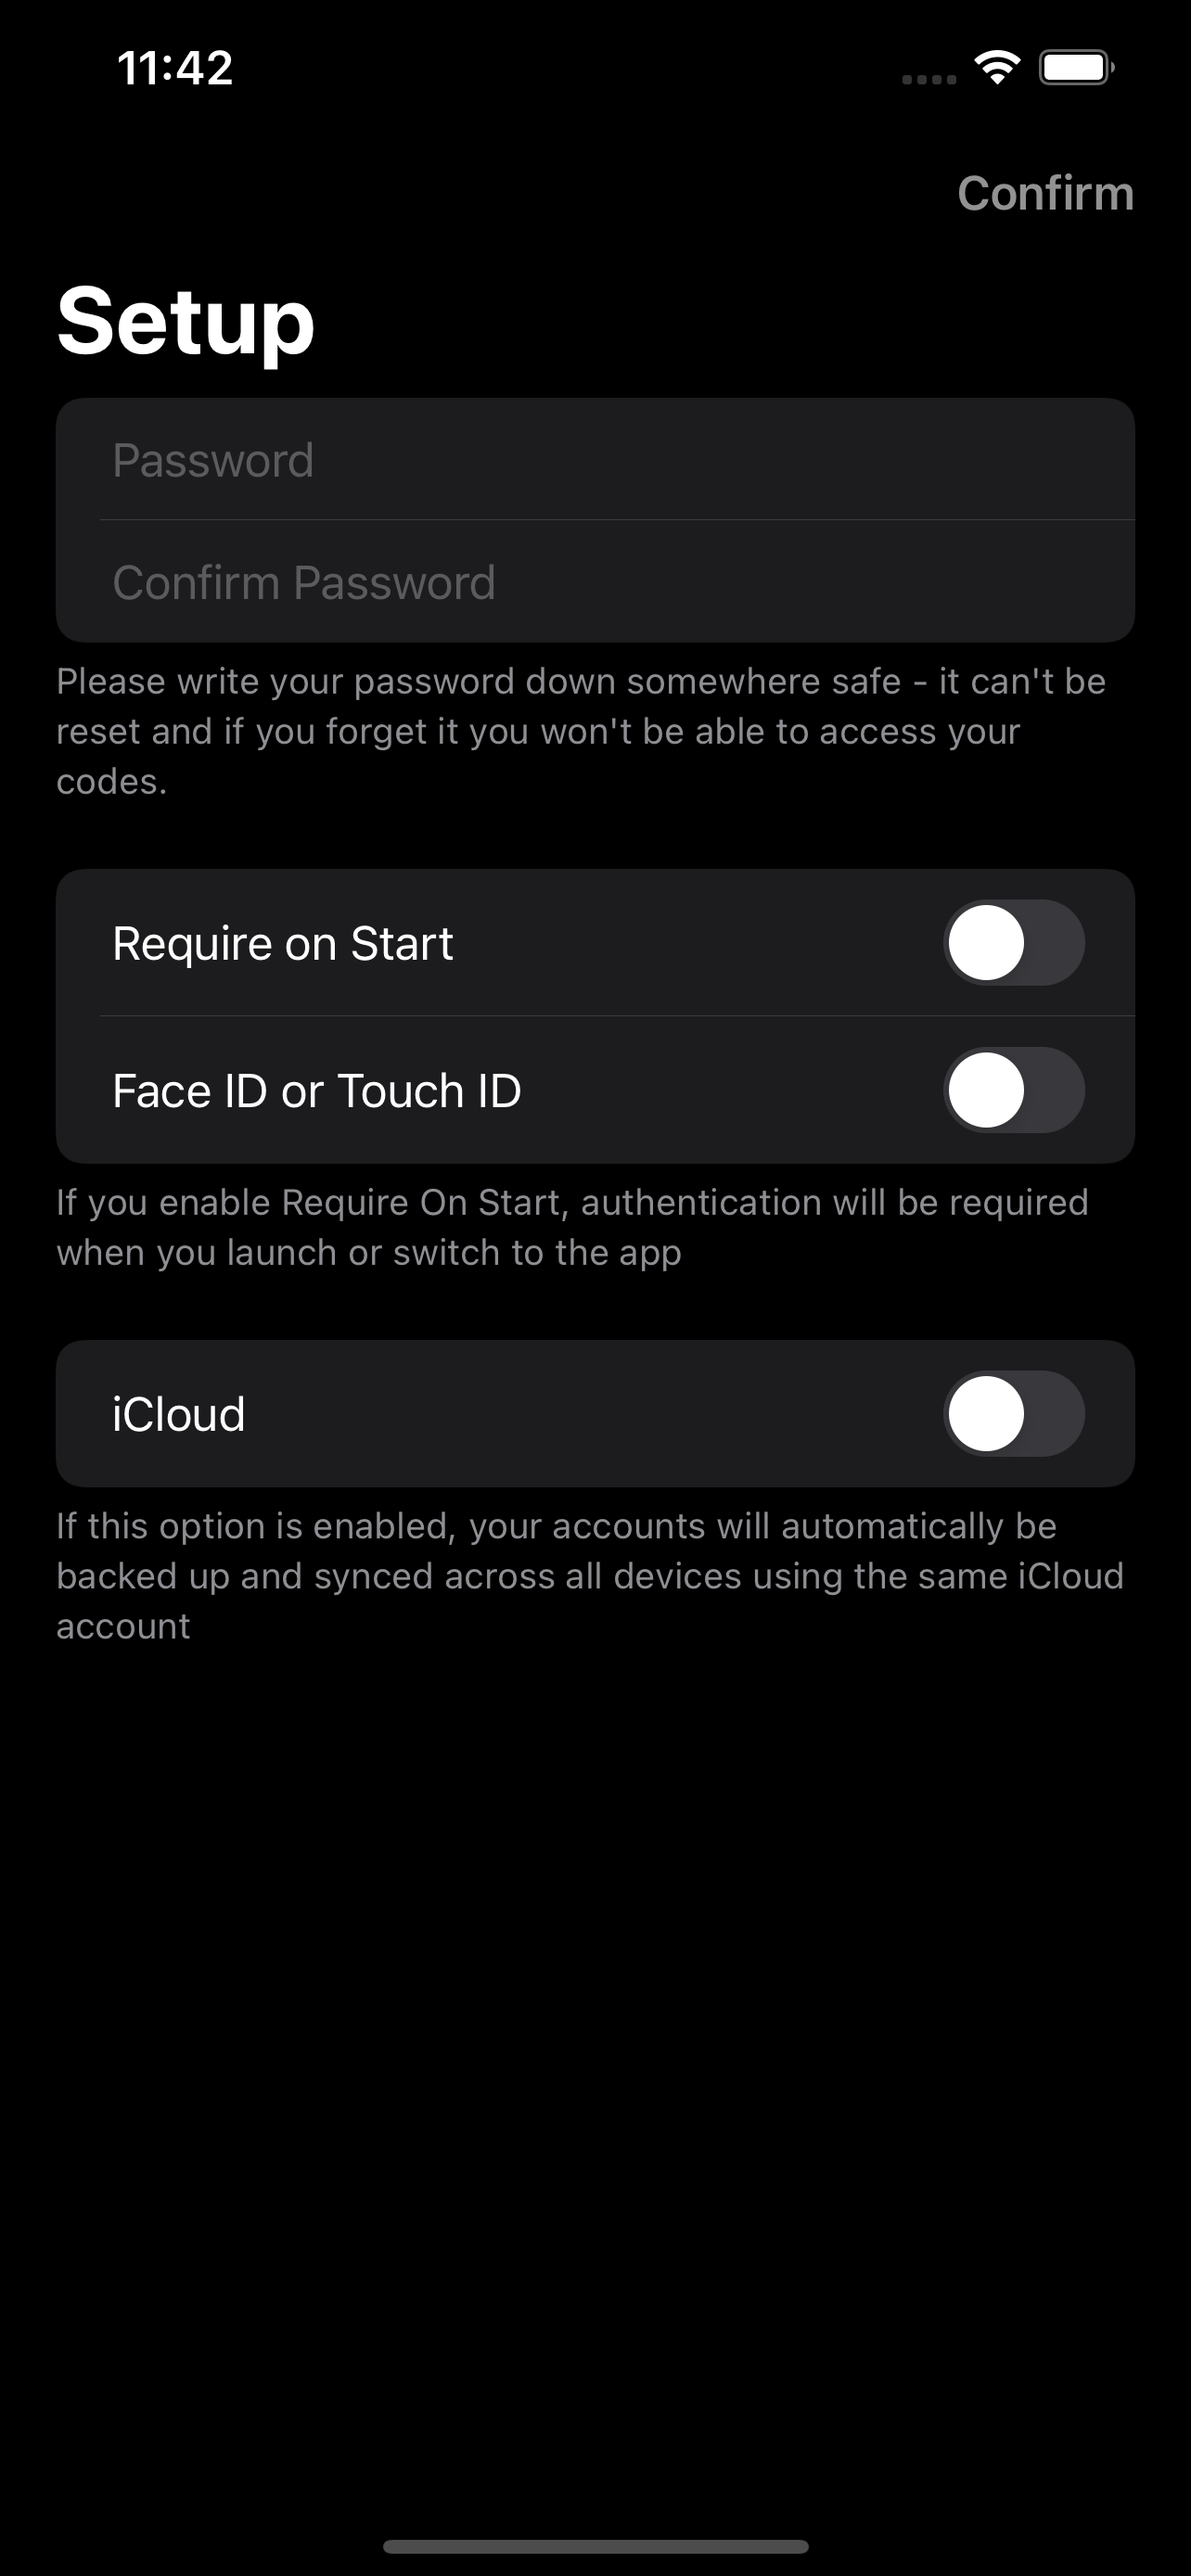 11:42
Confirm
Setup
Password
Confirm Password
Please write your password down somewhere safe - it can't be
reset and if you forget it you won't be able to access your
codes.
Require on Start
Face ID or Touch ID
If you enable Require On Start, authentication will be required
when you launch or switch to the app
iCloud
If this option is enabled, your accounts will automatically be
backed up and synced across all devices using the same iCloud
account